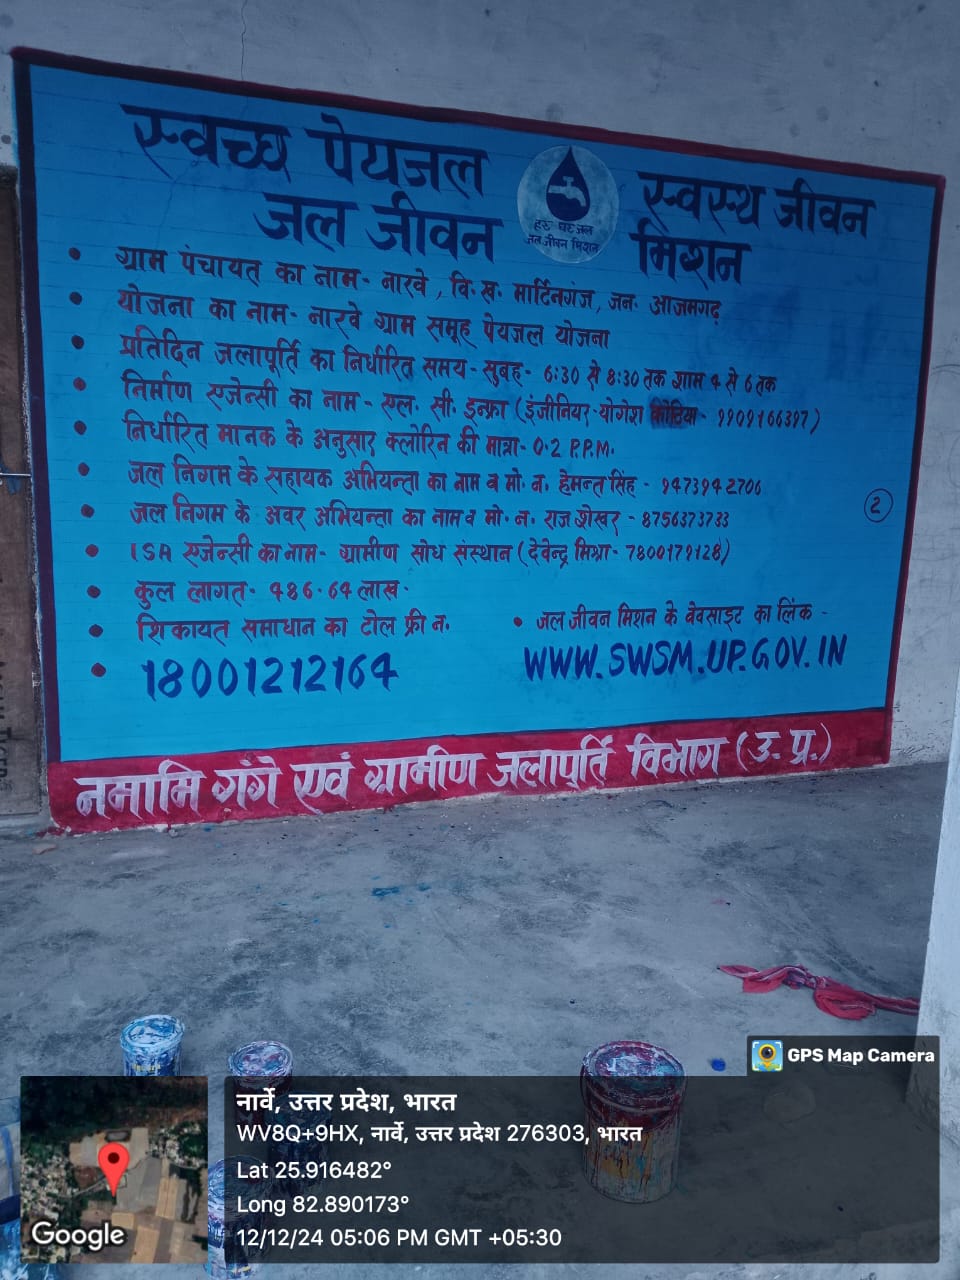 स्वच्छ पेयजल स्वस्थ जीवन
जल जीवन मिशन
हर घर जल
जल जीवन मिशन
• ग्राम पंचायत का नाम- नारवे, वि.ख. मार्टिनगंज, जन. आजमगढ़
• योजना का नाम- नारवे ग्राम समूह पेयजल योजना
• प्रतिदिन जलापूर्ति का निर्धारित समय - सुबह- 6:30 से 8:30 तक शाम 4 से 6 तक
• निर्माण एजेन्सी का नाम - एल. सी. इन्फ्रा (इंजीनियर-योगेश
• निर्धारित मानक के अनुसार क्लोरिन की मात्रा- 0.2 P.P.M.
• जल निगम के सहायक अभियन्ता का नाम व मो. न. हेमन्त सिंह - 9473942706
• जल निगम के अवर अभियन्ता का नाम व मो. न. राज शेखर - 8756373733
• ISA एजेन्सी का नाम- ग्रामीण सोध संस्थान (देवेन्द्र मिश्रा- 7800179128)
• कुल लागत- 486.64 लाख.
• शिकायत समाधान का टोल फ्री न.
• 18001212164
• जल जीवन मिशन के वेवसाइट का लिंक -
WWW.SWSM.UP.GOV.IN
2
नमामि गंगे एवं ग्रामीण जलापूर्ति विभाग (उ.प्र.)
GPS Map Camera
नार्वे, उत्तर प्रदेश, भारत
WV8Q+9HX, नार्वे, उत्तर प्रदेश 276303, भारत
Lat 25.916482°
Long 82.890173°
12/12/24 05:06 PM GMT +05:30
Google